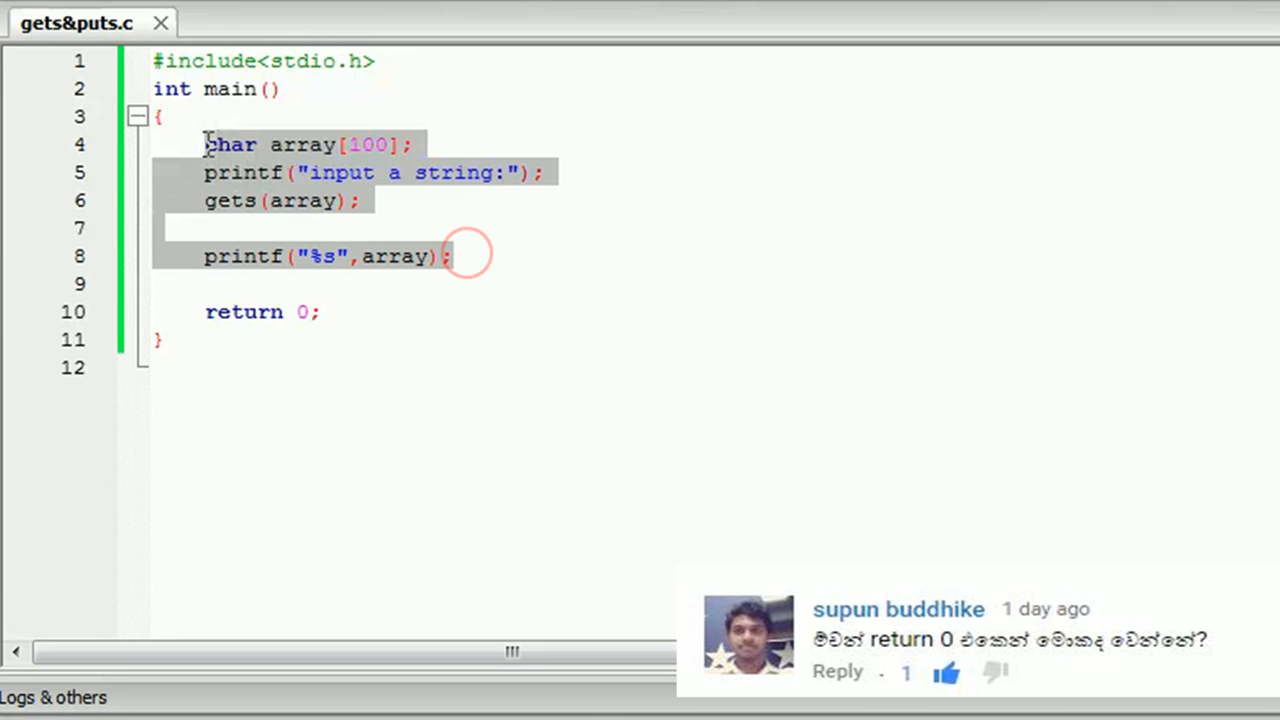 gets&puts.c
1 #include<stdio.h>
2 int main()
3 {
4 char array[100];
5 printf("input a string:");
6 gets(array);
7
8 printf("%s",array);
9
10 return 0;
11 }
12
supun buddhike 1 day ago
මචන් return 0 එකෙන් මොකද වෙන්නේ?
Reply . 1
Logs & others